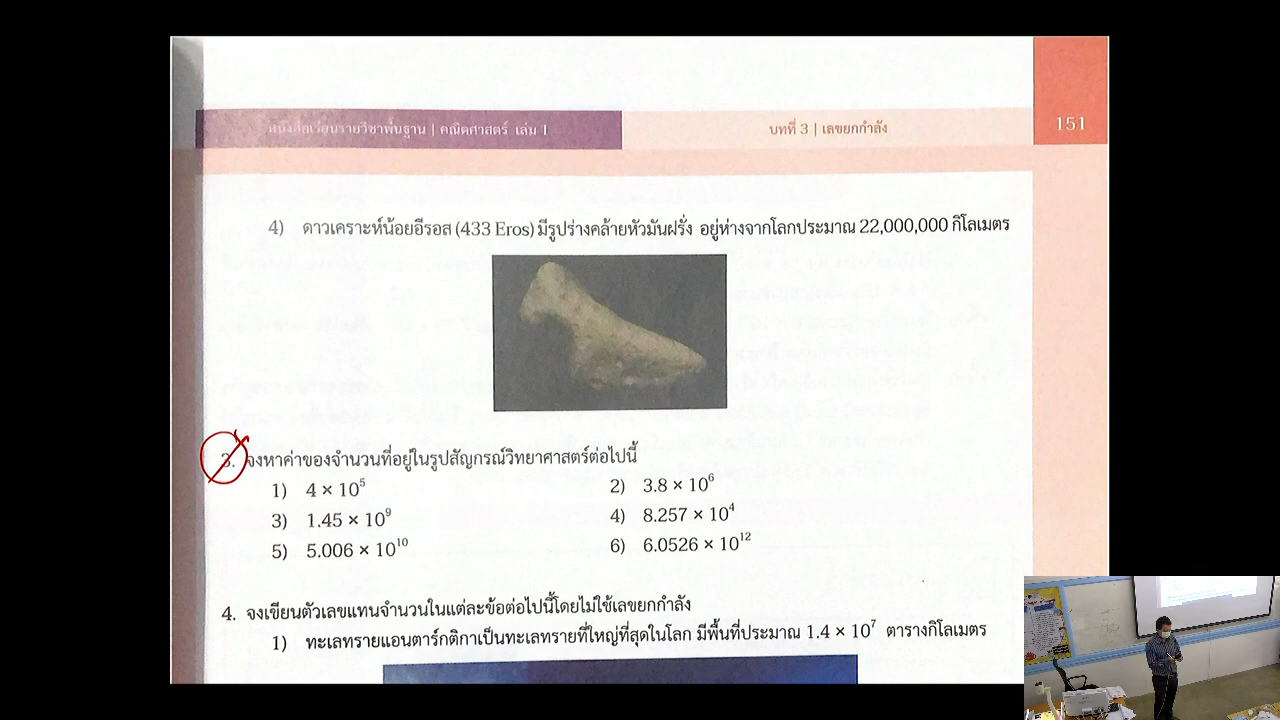 หนังสือเรียนรายวิชาพื้นฐาน | คณิตศาสตร์ เล่ม 1
บทที่ 3 | เลขยกกำลัง
151
4) ดาวเคราะห์น้อยอีรอส (433 Eros) มีรูปร่างคล้ายหัวมันฝรั่ง อยู่ห่างจากโลกประมาณ 22,000,000 กิโลเมตร
3. จงหาค่าของจำนวนที่อยู่ในรูปสัญกรณ์วิทยาศาสตร์ต่อไปนี้
1) 4 × 10⁵ 2) 3.8 × 10⁶
3) 1.45 × 10⁹ 4) 8.257 × 10⁴
5) 5.006 × 10¹⁰ 6) 6.0526 × 10¹²
4. จงเขียนตัวเลขแทนจำนวนในแต่ละข้อต่อไปนี้โดยไม่ใช้เลขยกกำลัง
1) ทะเลทรายแอนตาร์กติกาเป็นทะเลทรายที่ใหญ่ที่สุดในโลก มีพื้นที่ประมาณ 1.4 × 10⁷ ตารางกิโลเมตร